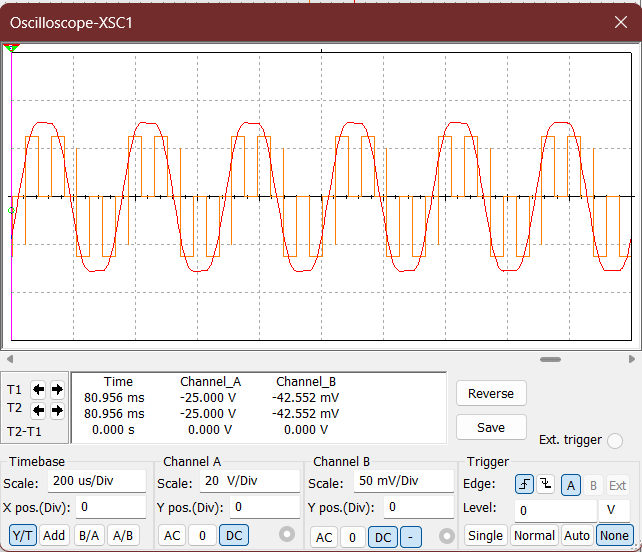 Oscilloscope-XSC1
Time Channel_A Channel_B
T1 80.956 ms -25.000 V -42.552 mV
T2 80.956 ms -25.000 V -42.552 mV
T2-T1 0.000 s 0.000 V 0.000 V
Reverse
Save
Ext. trigger
Timebase
Scale: 200 us/Div
X pos.(Div): 0
Y/T Add B/A A/B
Channel A
Scale: 20 V/Div
Y pos.(Div): 0
AC 0 DC
Channel B
Scale: 50 mV/Div
Y pos.(Div): 0
AC 0 DC -
Trigger
Edge: A B Ext
Level: 0 V
Single Normal Auto None